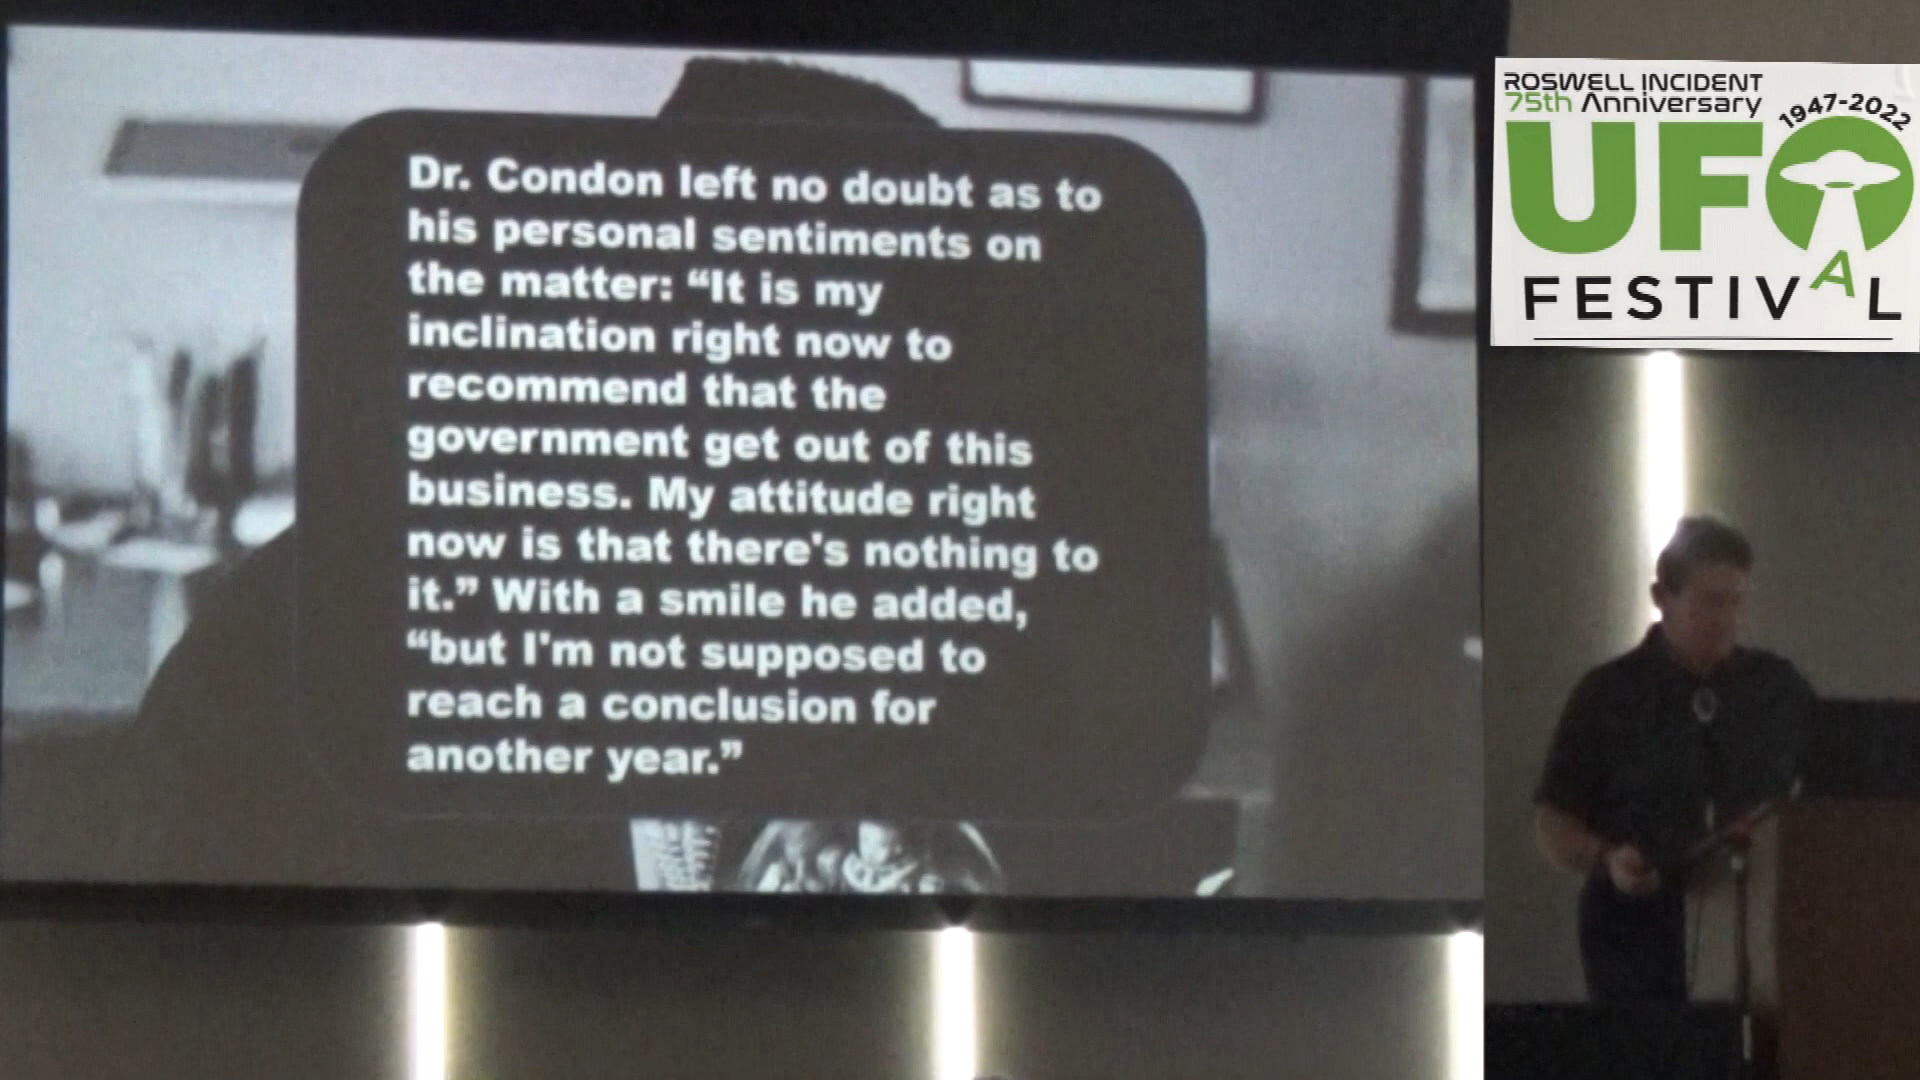 Dr. Condon left no doubt as to
his personal sentiments on
the matter: “It is my
inclination right now to
recommend that the
government get out of this
business. My attitude right
now is that there's nothing to
it.” With a smile he added,
“but I'm not supposed to
reach a conclusion for
another year.”
ROSWELL INCIDENT
75th Anniversary
1947-2022
UFO
FESTIVAL